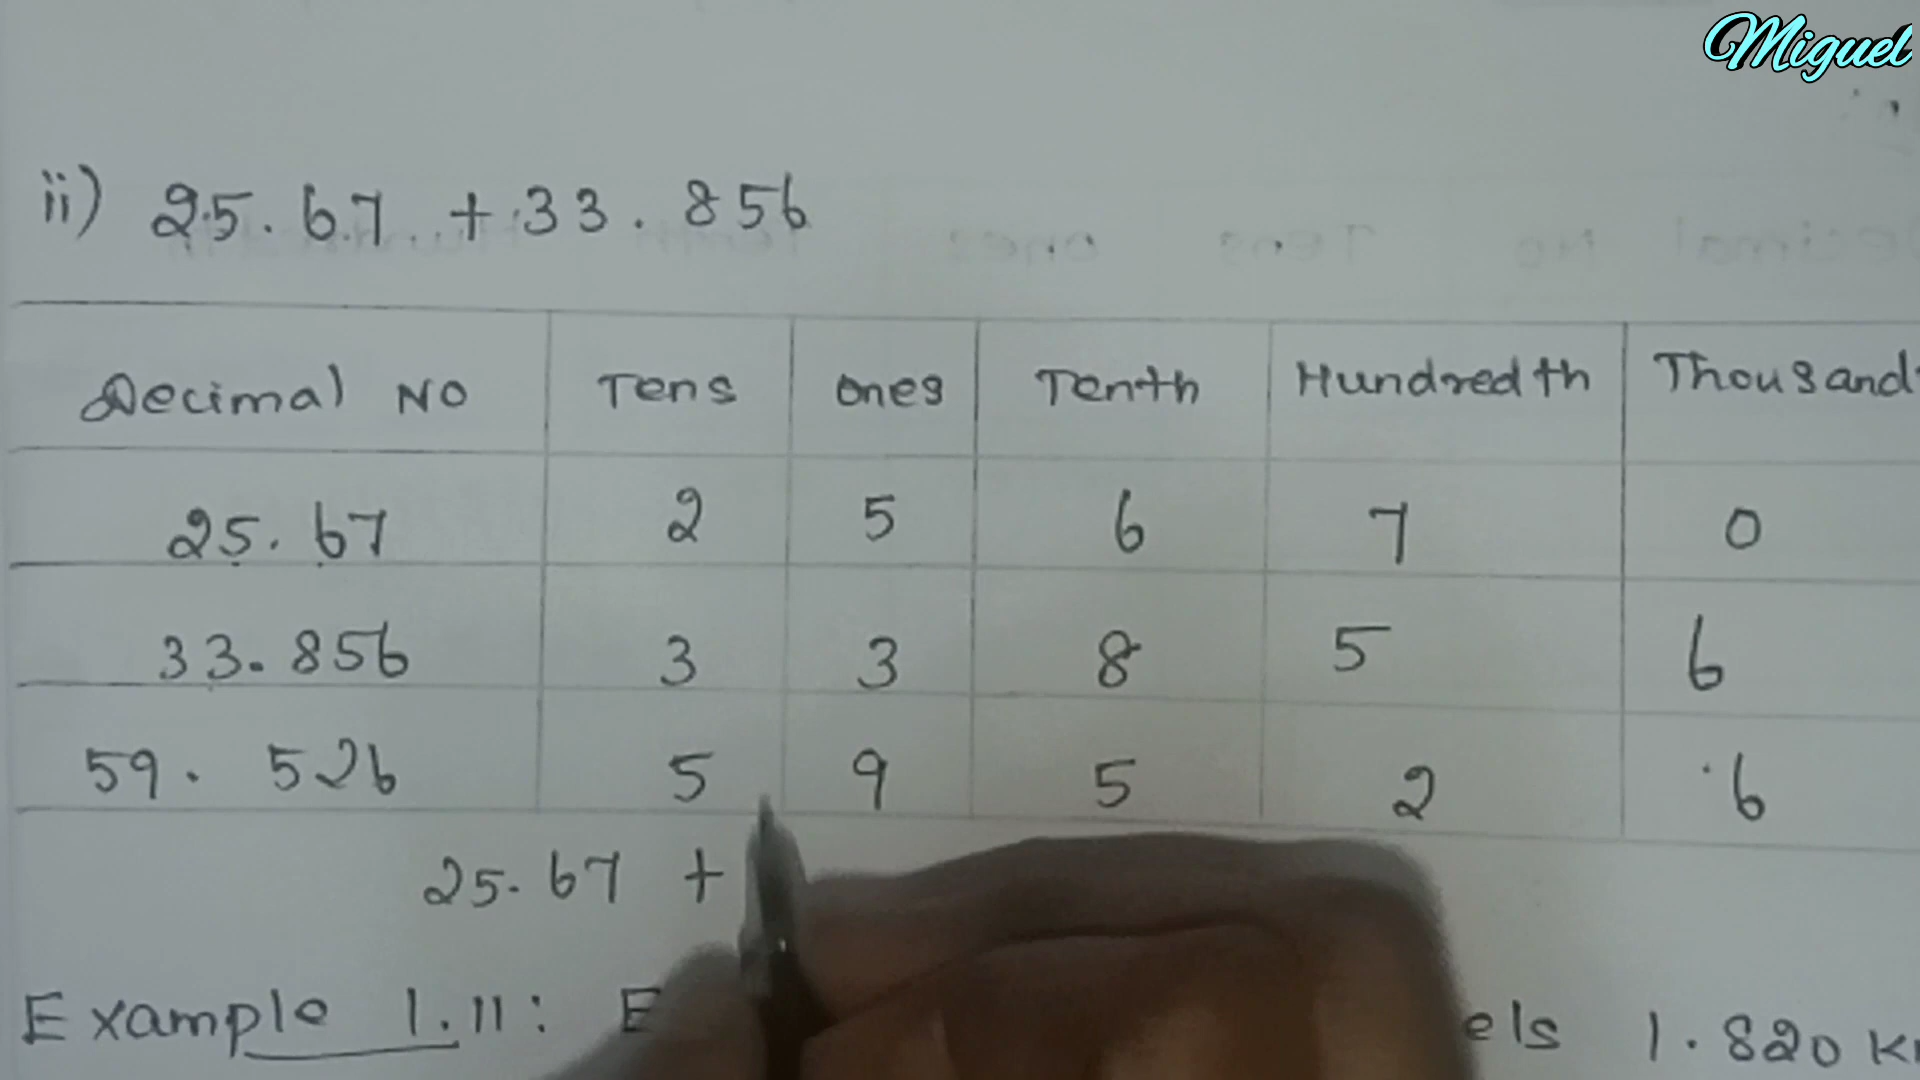 Miguel
ii) 25.67 + 33.856
Decimal No Tens ones Tenth Hundredth Thousand
25.67 2 5 6 7 0
33.856 3 3 8 5 6
59.526 5 9 5 2 6
25.67 +
Example 1.11: 1.820